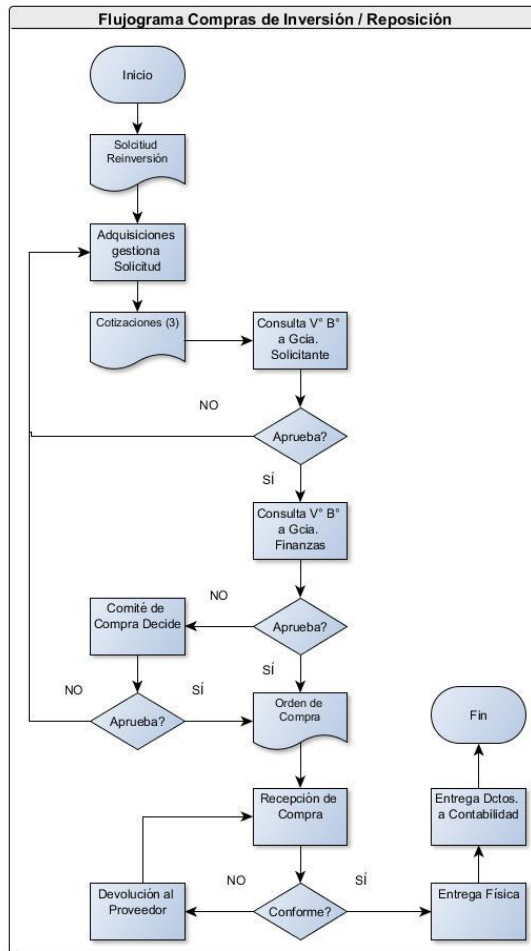 Flujograma Compras de Inversión / Reposición
Inicio
Solcitiud
Reinversión
Adquisiciones
gestiona
Solicitud
Cotizaciones (3)
Consulta V° B°
a Gcia.
Solicitante
NO
Aprueba?
SÍ
Consulta V° B°
a Gcia.
Finanzas
NO
Comité de
Compra Decide
Aprueba?
SÍ
NO
Aprueba?
SÍ
Orden de
Compra
Fin
Recepción de
Compra
Entrega Dctos.
a Contabilidad
NO
SÍ
Devolución al
Proveedor
Conforme?
Entrega Física